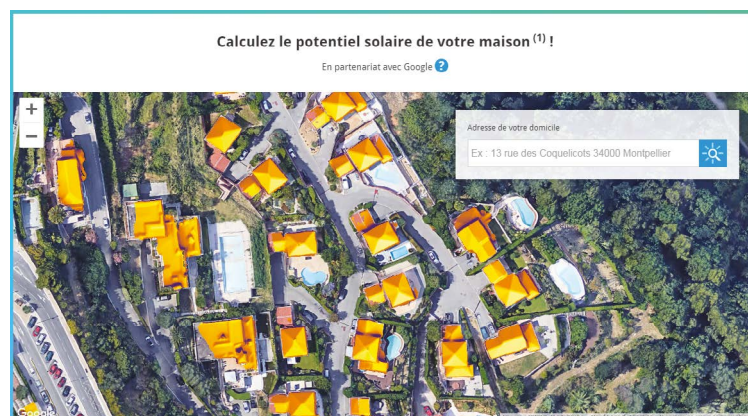 Calculez le potentiel solaire de votre maison (1) !
En partenariat avec Google ?
+
−
Adresse de votre domicile
Ex : 13 rue des Coquelicots 34000 Montpellier
Google